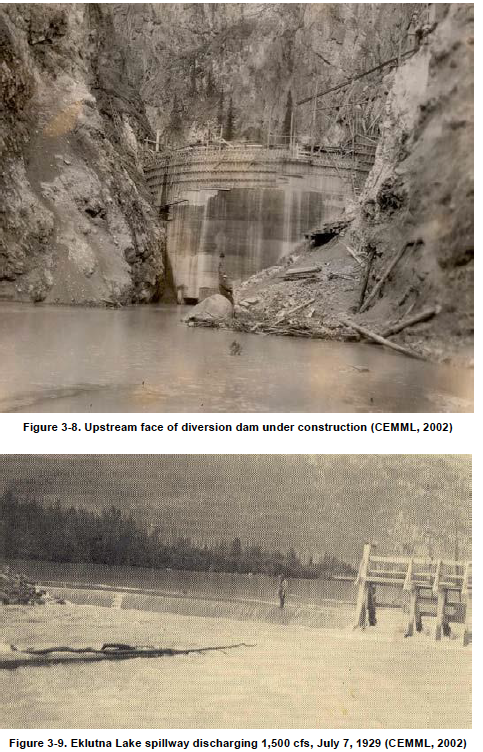 Figure 3-8. Upstream face of diversion dam under construction (CEMML, 2002)
Figure 3-9. Eklutna Lake spillway discharging 1,500 cfs, July 7, 1929 (CEMML, 2002)